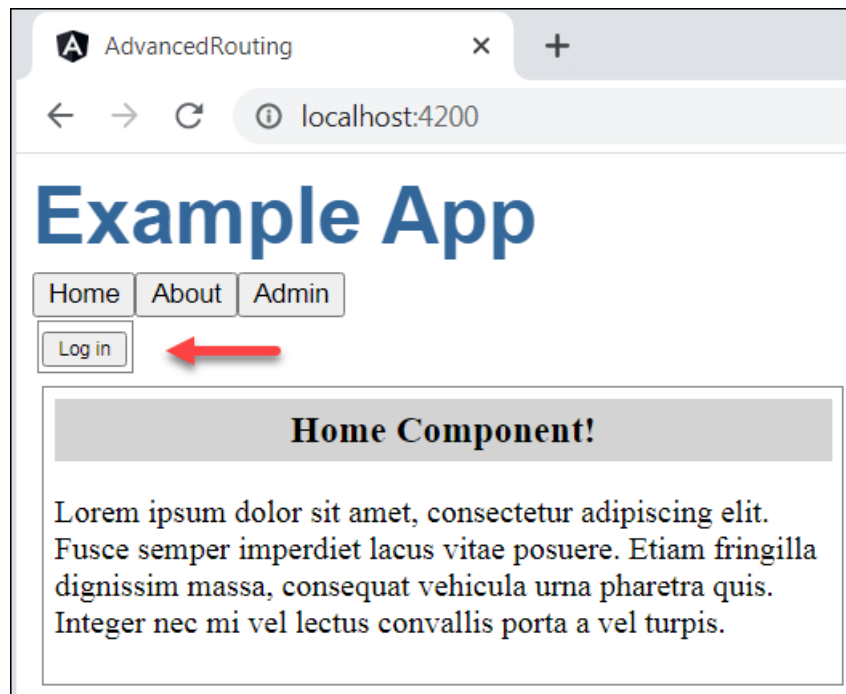 AdvancedRouting
localhost:4200
Example App
Home About Admin
Log in
Home Component!
Lorem ipsum dolor sit amet, consectetur adipiscing elit.
Fusce semper imperdiet lacus vitae posuere. Etiam fringilla
dignissim massa, consequat vehicula urna pharetra quis.
Integer nec mi vel lectus convallis porta a vel turpis.